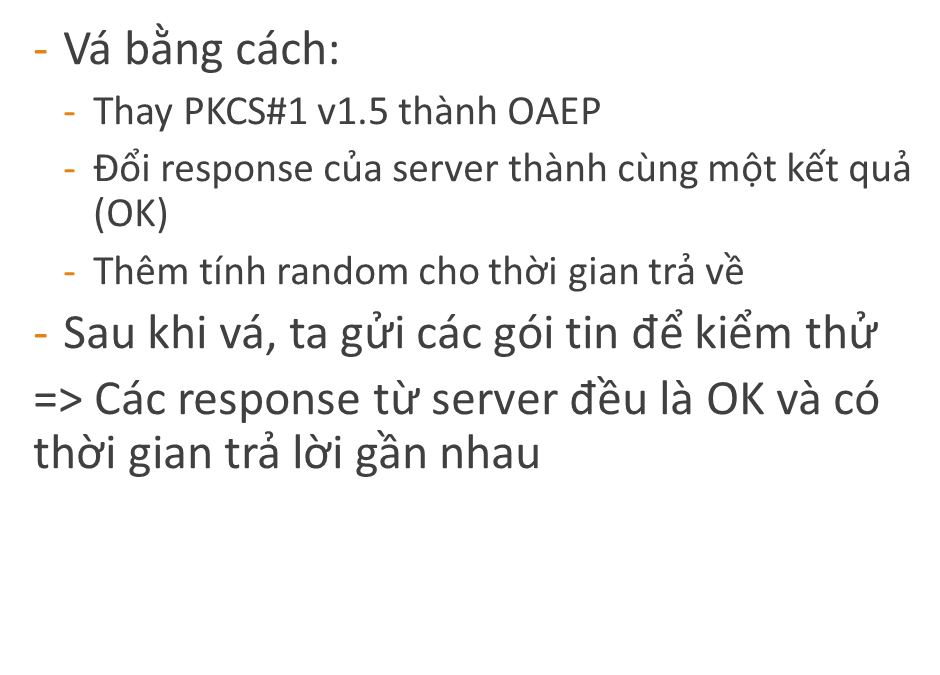 - Vá bằng cách:
- Thay PKCS#1 v1.5 thành OAEP
- Đổi response của server thành cùng một kết quả
(OK)
- Thêm tính random cho thời gian trả về
- Sau khi vá, ta gửi các gói tin để kiểm thử
=> Các response từ server đều là OK và có
thời gian trả lời gần nhau